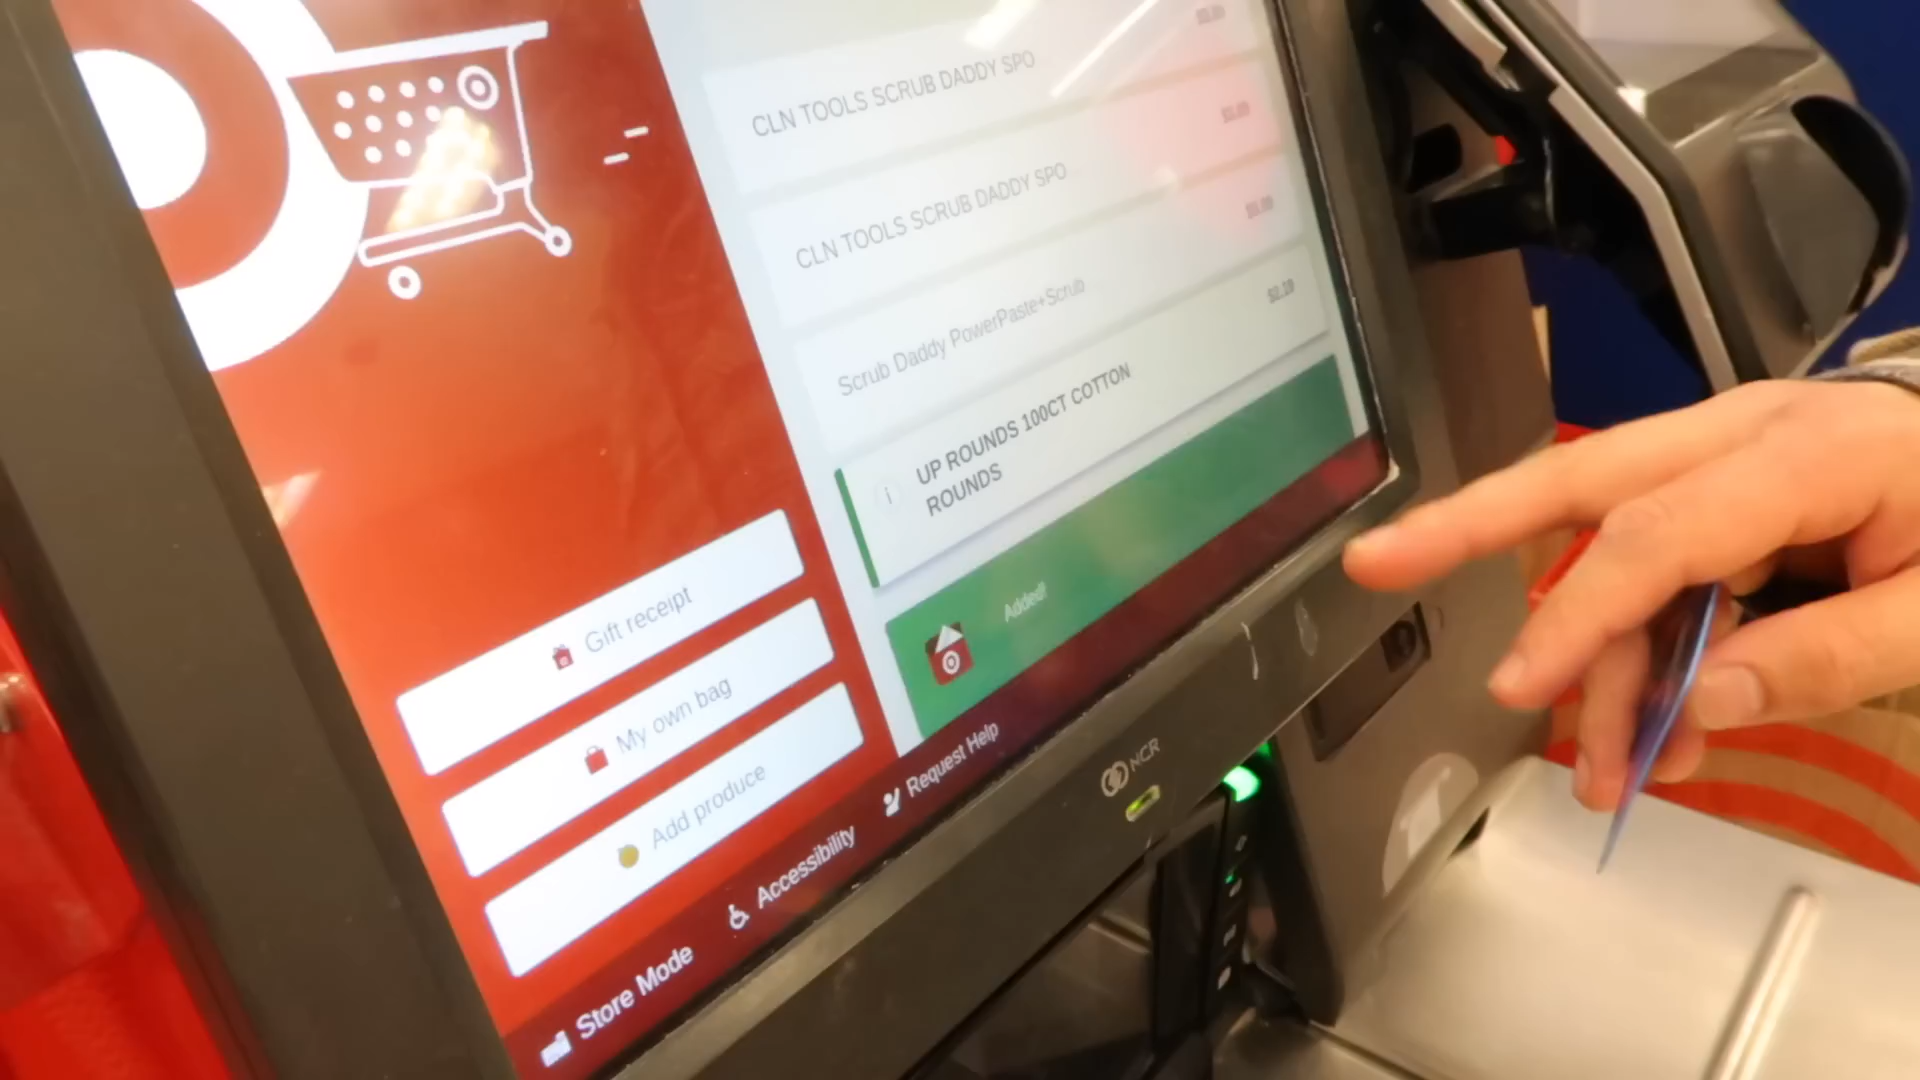 CLN TOOLS SCRUB DADDY SPO
CLN TOOLS SCRUB DADDY SPO
Scrub Daddy PowerPaste+Scrub
UP ROUNDS 100CT COTTON
ROUNDS
Added!
Gift receipt
My own bag
Add produce
Store Mode
Accessibility
Request Help
NCR